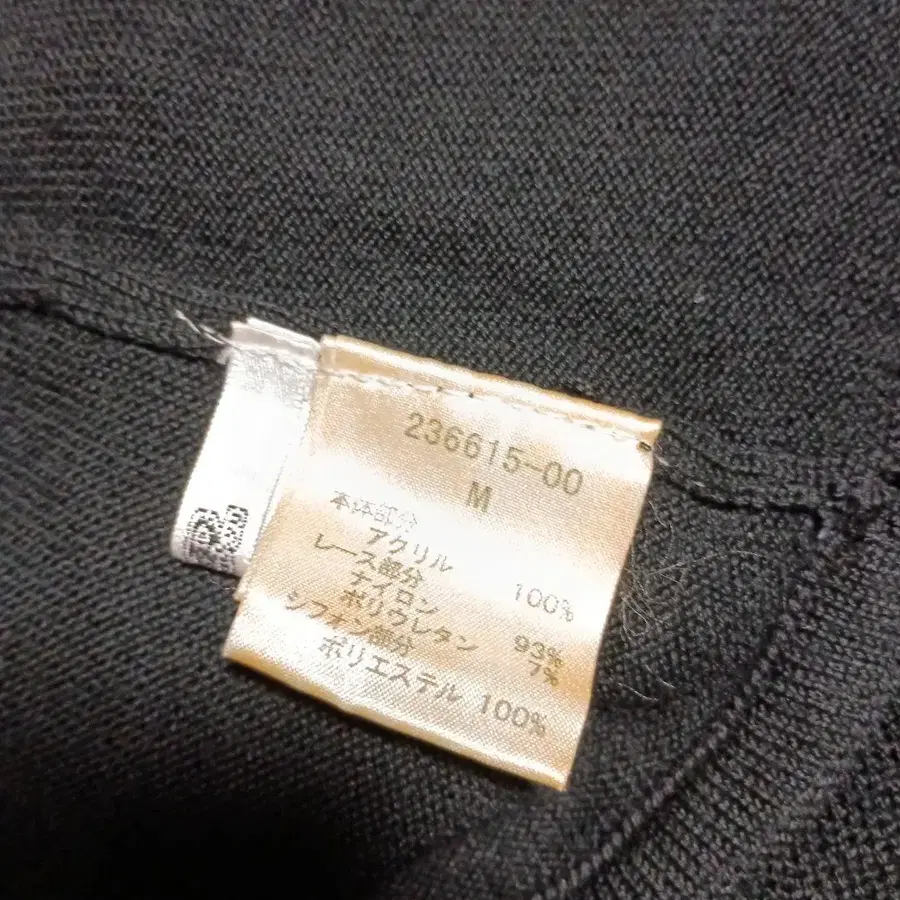 236615-00
M
本体部分
アクリル 100%
レース部分
ナイロン 93%
ポリウレタン 7%
シフォン部分
ポリエステル 100%